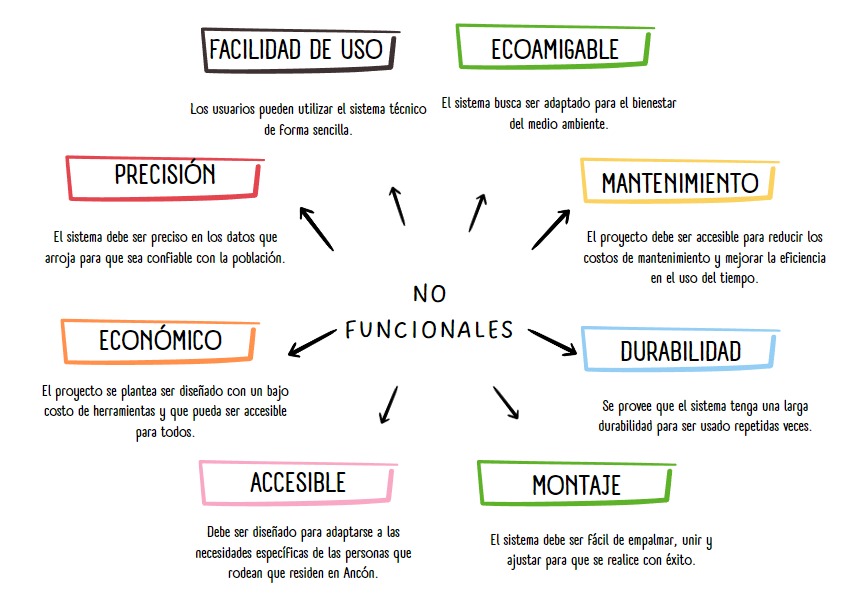 FACILIDAD DE USO
Los usuarios pueden utilizar el sistema técnico
de forma sencilla.
ECOAMIGABLE
El sistema busca ser adaptado para el bienestar
del medio ambiente.
PRECISIÓN
El sistema debe ser preciso en los datos que
arroja para que sea confiable con la población.
MANTENIMIENTO
El proyecto debe ser accesible para reducir los
costos de mantenimiento y mejorar la eficiencia
en el uso del tiempo.
NO
FUNCIONALES
ECONÓMICO
El proyecto se plantea ser diseñado con un bajo
costo de herramientas y que pueda ser accesible
para todos.
DURABILIDAD
Se provee que el sistema tenga una larga
durabilidad para ser usado repetidas veces.
ACCESIBLE
Debe ser diseñado para adaptarse a las
necesidades específicas de las personas que
rodean que residen en Ancón.
MONTAJE
El sistema debe ser fácil de empalmar, unir y
ajustar para que se realice con éxito.